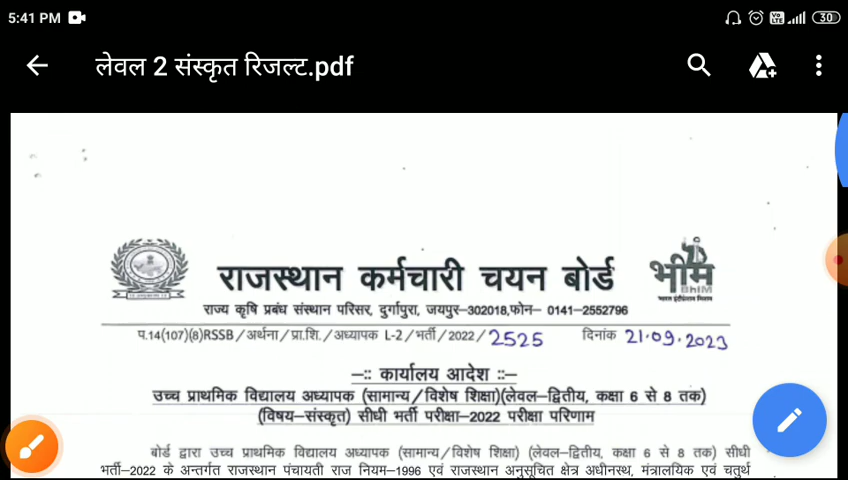 5:41 PM
30
लेवल 2 संस्कृत रिजल्ट.pdf
राजस्थान कर्मचारी चयन बोर्ड
भीम
BHIM
राज्य कृषि प्रबंध संस्थान परिसर, दुर्गापुरा, जयपुर–302018,फोन– 0141–2552796
प.14(107)(8)RSSB/अर्थना/प्रा.शि./अध्यापक L-2/भर्ती/2022/2525 दिनांक 21.09.2023
–:: कार्यालय आदेश ::–
उच्च प्राथमिक विद्यालय अध्यापक (सामान्य/विशेष शिक्षा)(लेवल–द्वितीय, कक्षा 6 से 8 तक)
(विषय–संस्कृत) सीधी भर्ती परीक्षा–2022 परीक्षा परिणाम
बोर्ड द्वारा उच्च प्राथमिक विद्यालय अध्यापक (सामान्य/विशेष शिक्षा) (लेवल–द्वितीय, कक्षा 6 से 8 तक) सीधी
भर्ती–2022 के अन्तर्गत राजस्थान पंचायती राज नियम–1996 एवं राजस्थान अनुसूचित क्षेत्र अधीनस्थ, मंत्रालयिक एवं चतुर्थ